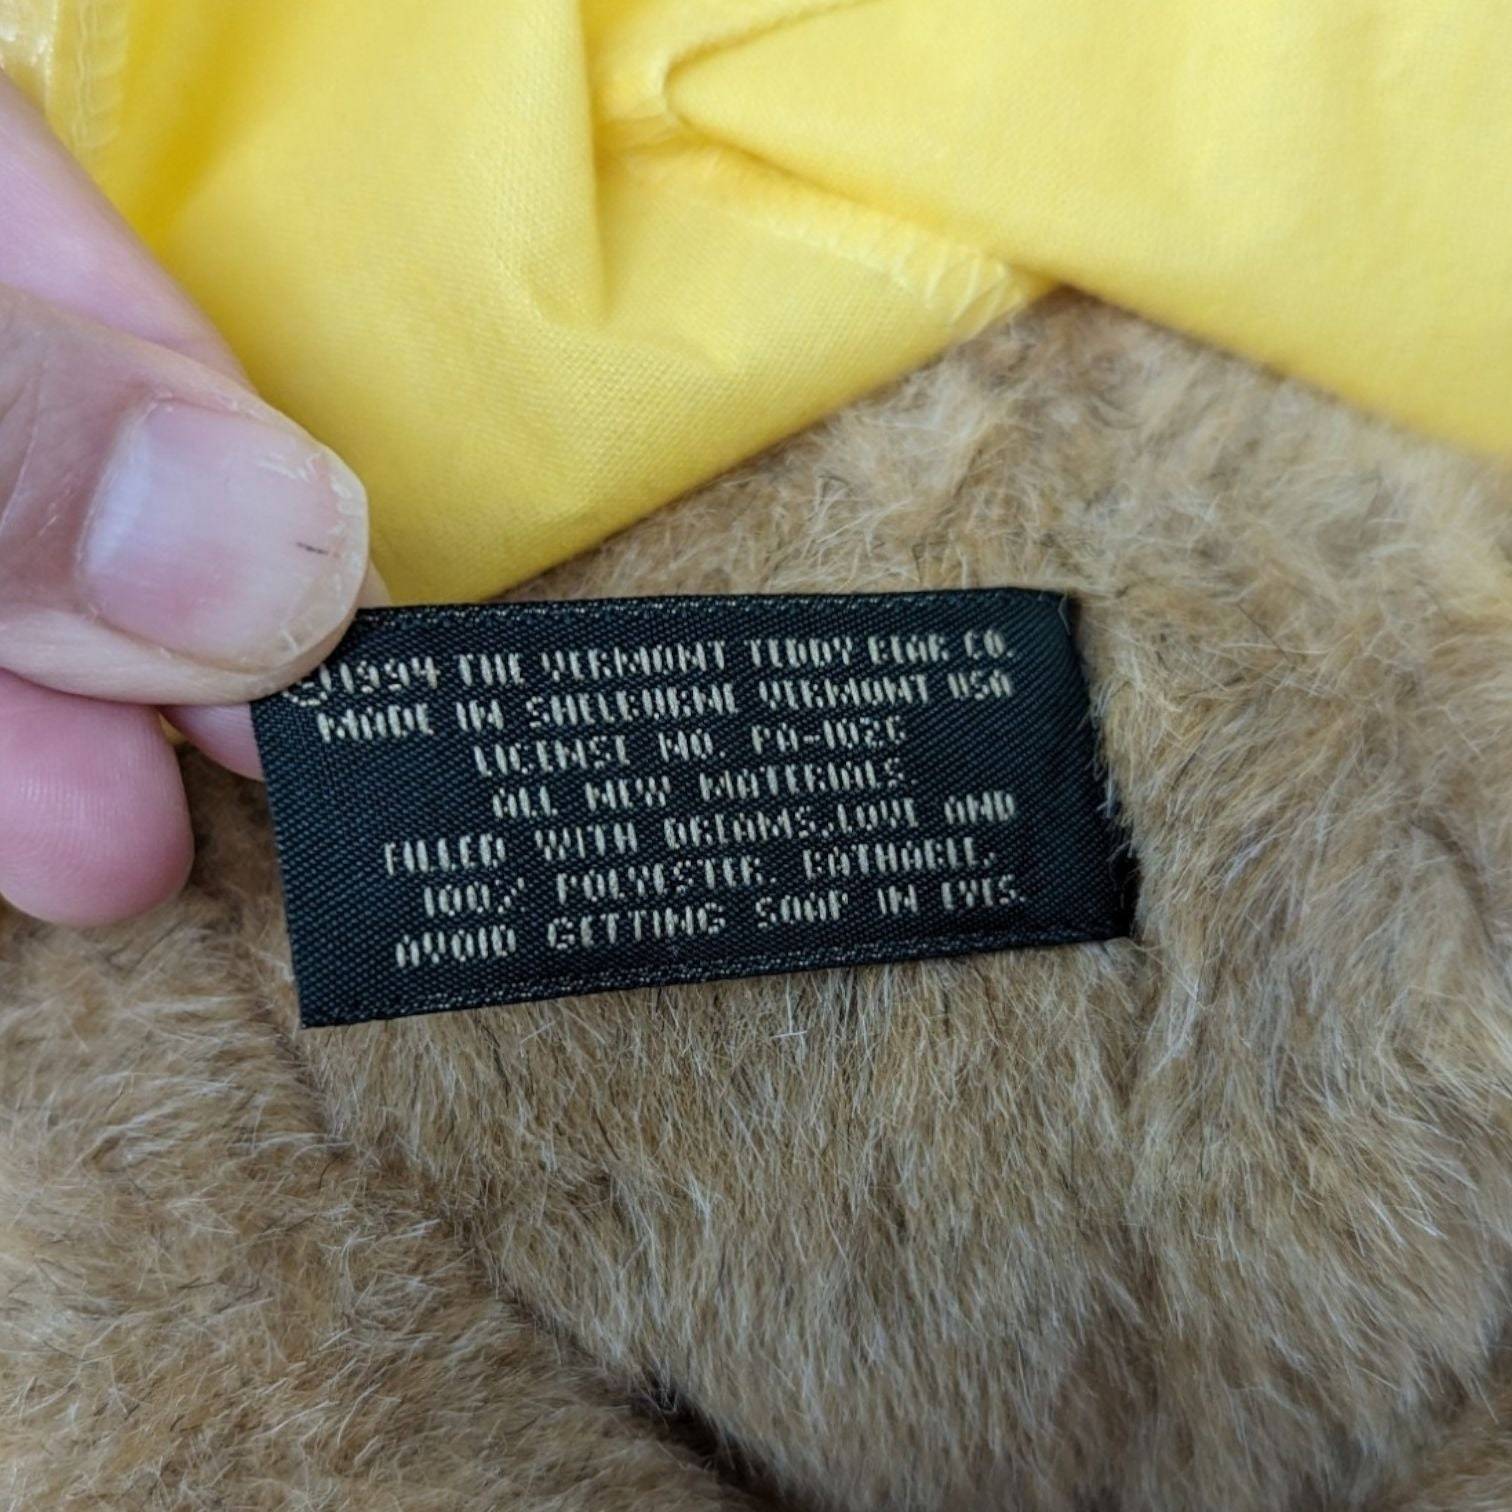 ©1994 THE VERMONT TEDDY BEAR CO.
MADE IN SHELBURNE VERMONT USA
LICENSE NO. PA-1026
ALL NEW MATERIALS.
FILLED WITH DREAMS,LOVE AND
100% POLYESTER. BATHABLE,
AVOID GETTING SOAP IN EYES.